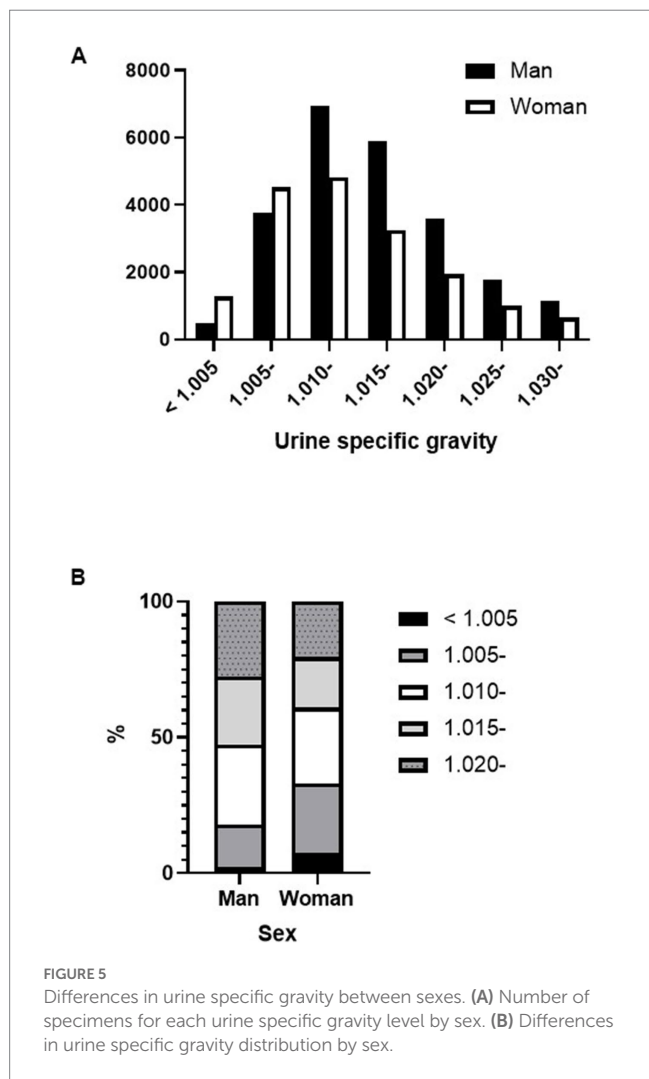 A
8000
6000
4000
2000
0
Man
Woman
< 1.005
1.005-
1.010-
1.015-
1.020-
1.025-
1.030-
Urine specific gravity
B
100
50
0
%
Man Woman
Sex
< 1.005
1.005-
1.010-
1.015-
1.020-
FIGURE 5
Differences in urine specific gravity between sexes. (A) Number of
specimens for each urine specific gravity level by sex. (B) Differences
in urine specific gravity distribution by sex.